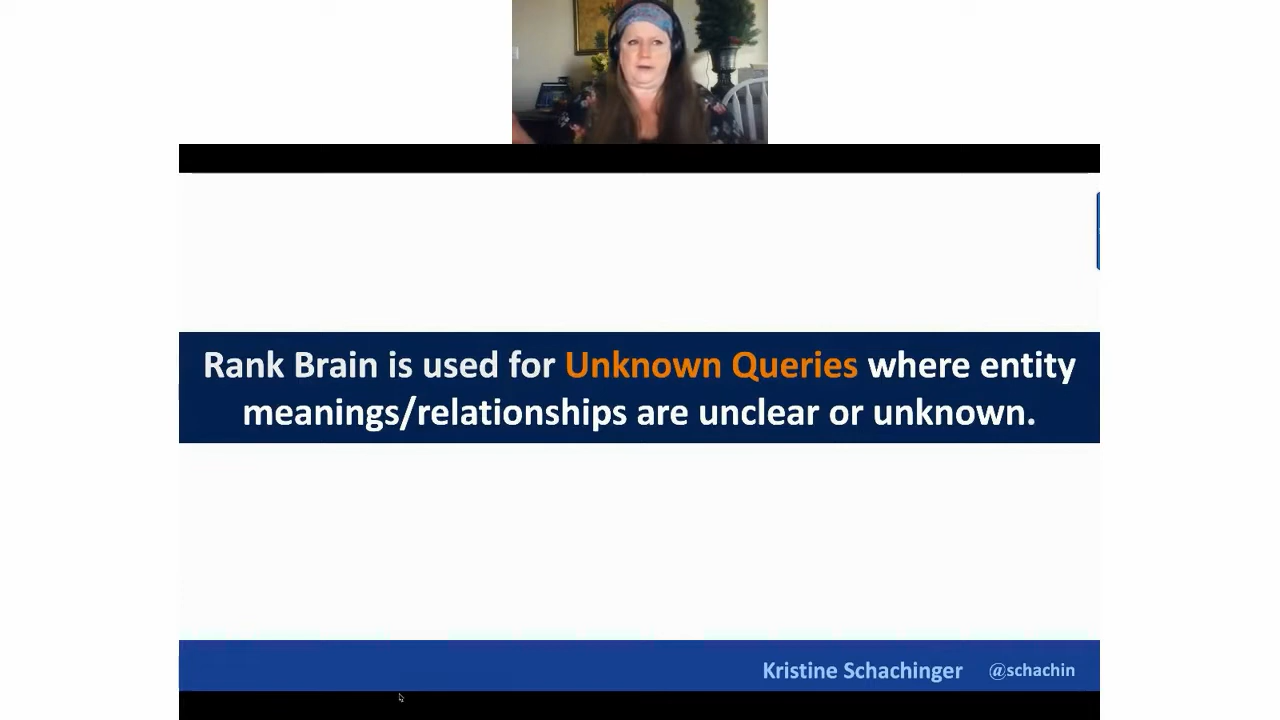 Rank Brain is used for Unknown Queries where entity
meanings/relationships are unclear or unknown.
Kristine Schachinger @schachin